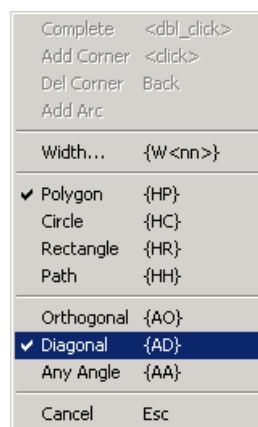 Complete <dbl_click>
Add Corner <click>
Del Corner Back
Add Arc
Width... {W<nn>}
Polygon {HP}
Circle {HC}
Rectangle {HR}
Path {HH}
Orthogonal {AO}
Diagonal {AD}
Any Angle {AA}
Cancel Esc